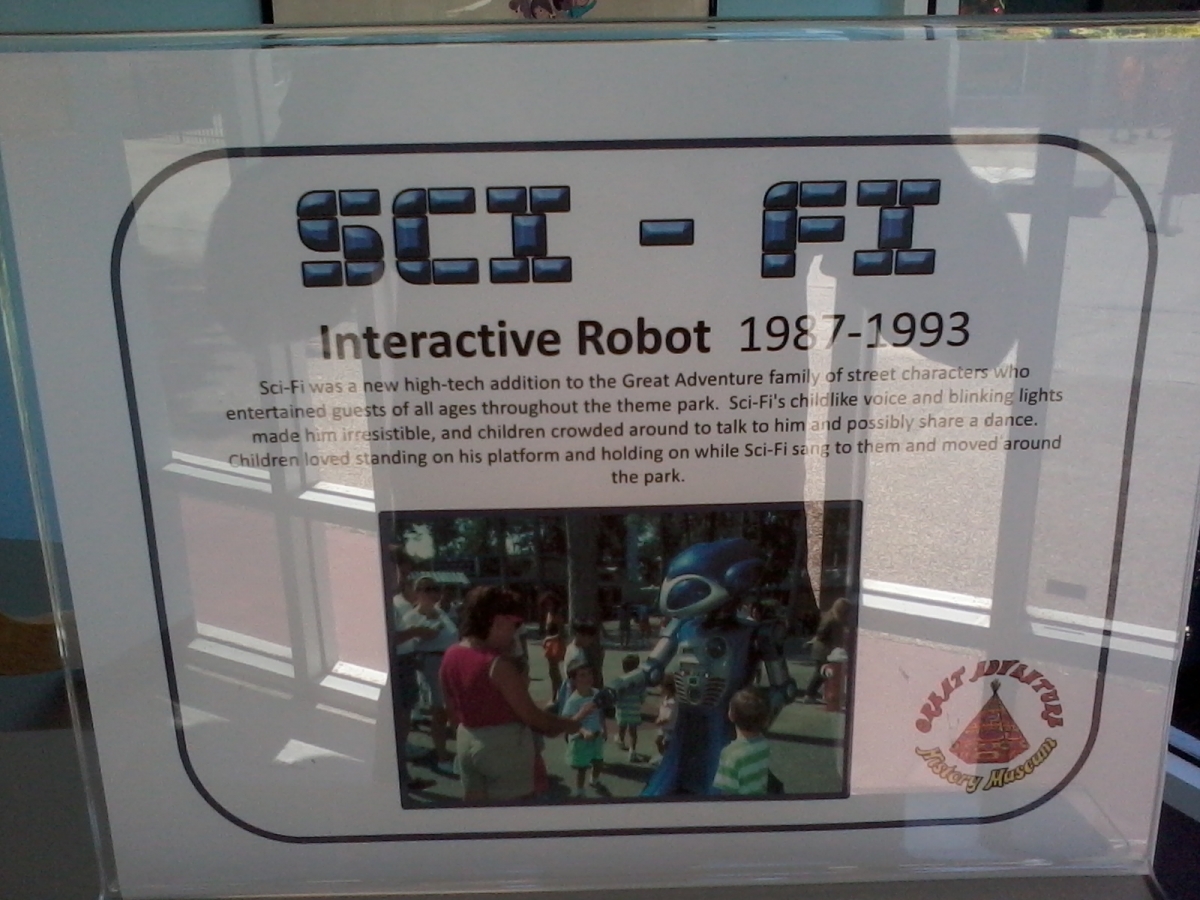 SCI - FI
Interactive Robot 1987-1993
Sci-Fi was a new high-tech addition to the Great Adventure family of street characters who
entertained guests of all ages throughout the theme park. Sci-Fi's childlike voice and blinking lights
made him irresistible, and children crowded around to talk to him and possibly share a dance.
Children loved standing on his platform and holding on while Sci-Fi sang to them and moved around
the park.
GREAT ADVENTURE
History Museum